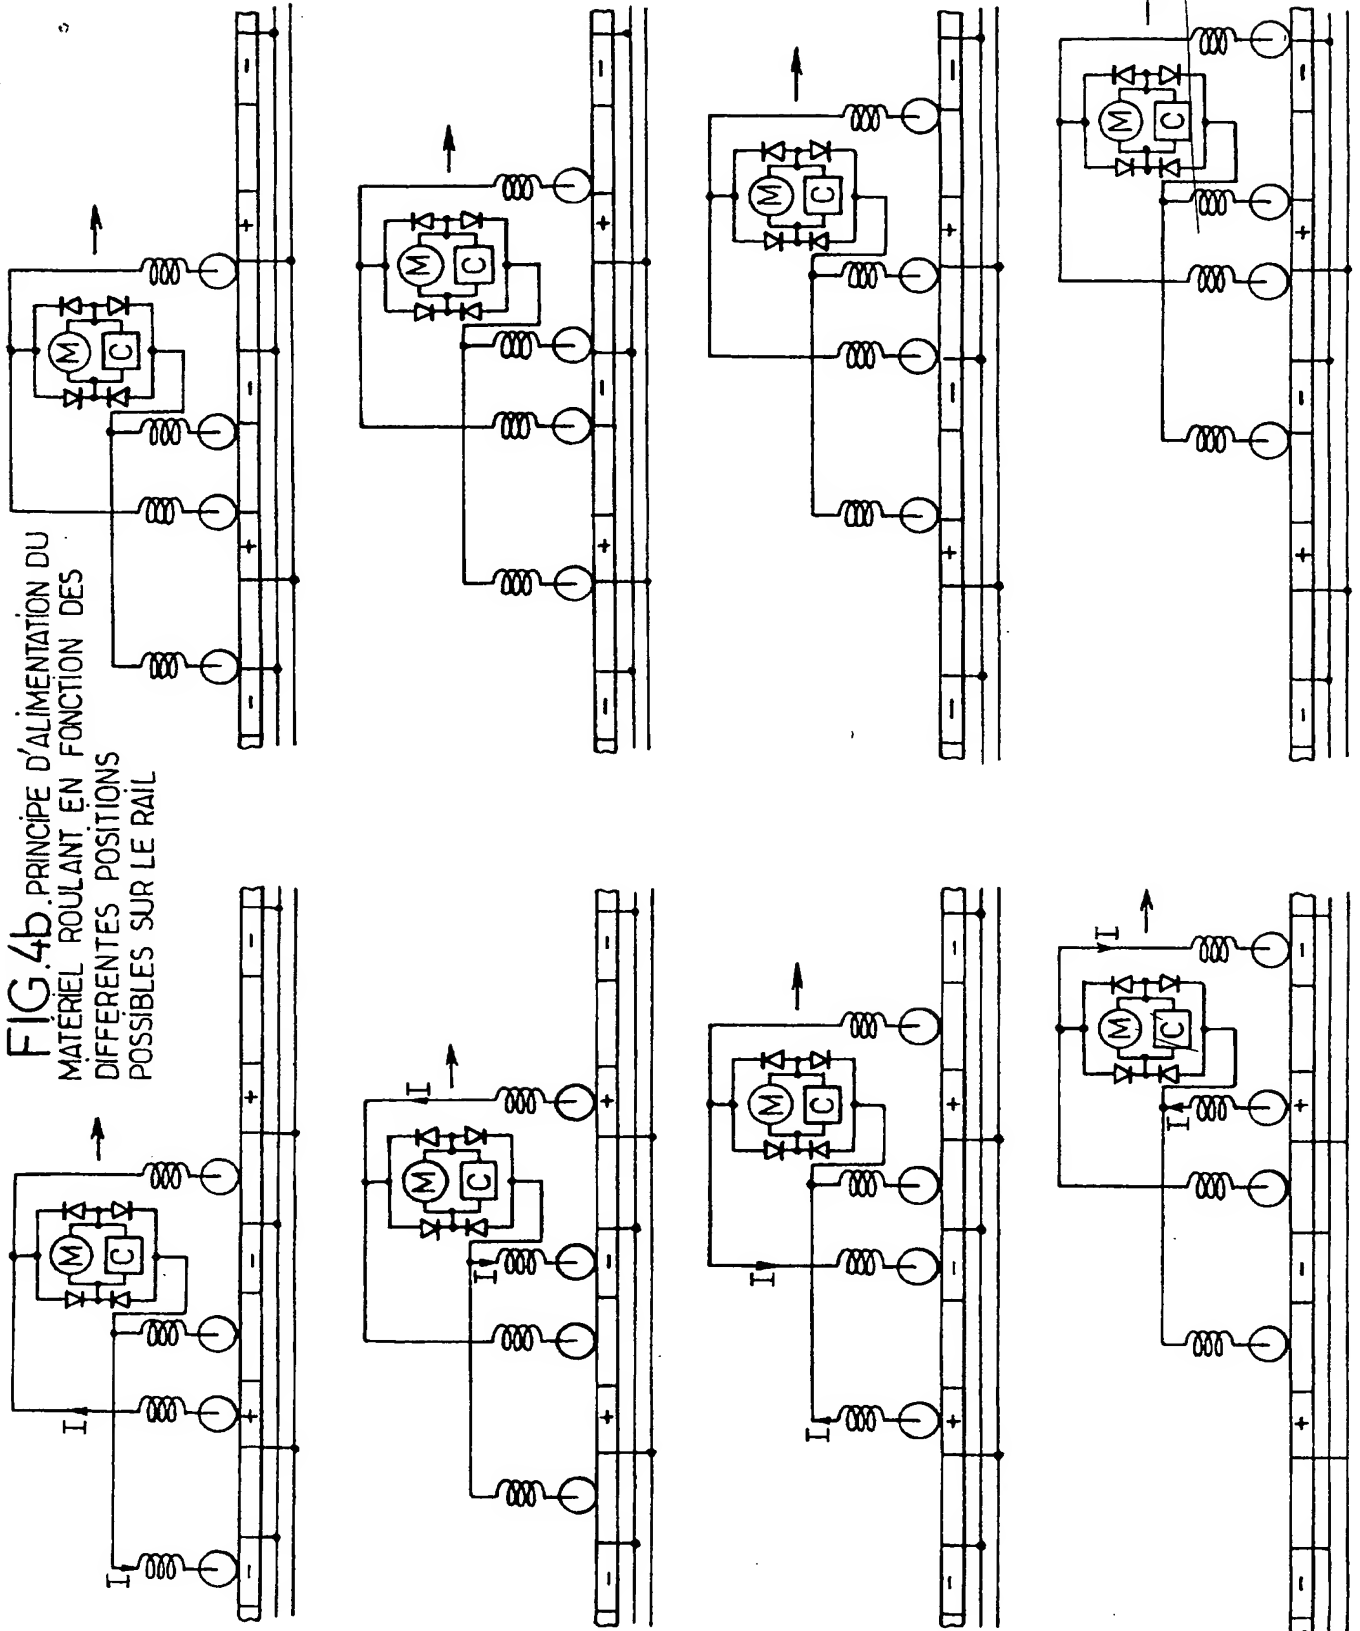 FIG.4b. PRINCIPE D'ALIMENTATION DU
MATERIEL ROULANT EN FONCTION DES
DIFFERENTES POSITIONS
POSSIBLES SUR LE RAIL
I
I
M
C
- + - + -
M
C
- + - + -
I
I
M
C
- + - + -
M
C
- + - + -
I
I
M
C
- + - + -
M
C
- + - + -
I
I
M
C
- + - + -
M
C
- + - + -